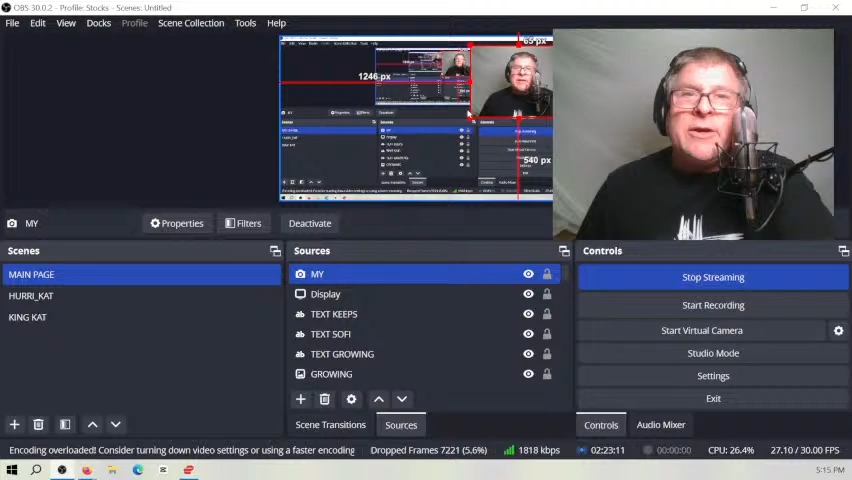 OBS 30.0.2 - Profile: Stocks - Scenes: Untitled
File Edit View Docks Profile Scene Collection Tools Help
65 px
1246 px
540 px
MY Properties Filters Deactivate
Scenes
MAIN PAGE
HURRI_KAT
KING KAT
Sources
MY
Display
ab TEXT KEEPS
ab TEXT SOFI
ab TEXT GROWING
GROWING
Scene Transitions Sources
Controls
Stop Streaming
Start Recording
Start Virtual Camera
Studio Mode
Settings
Exit
Controls Audio Mixer
Encoding overloaded! Consider turning down video settings or using a faster encoding Dropped Frames 7221 (5.6%) 1818 kbps 02:23:11 00:00:00 CPU: 26.4% 27.10 / 30.00 FPS
5:15 PM